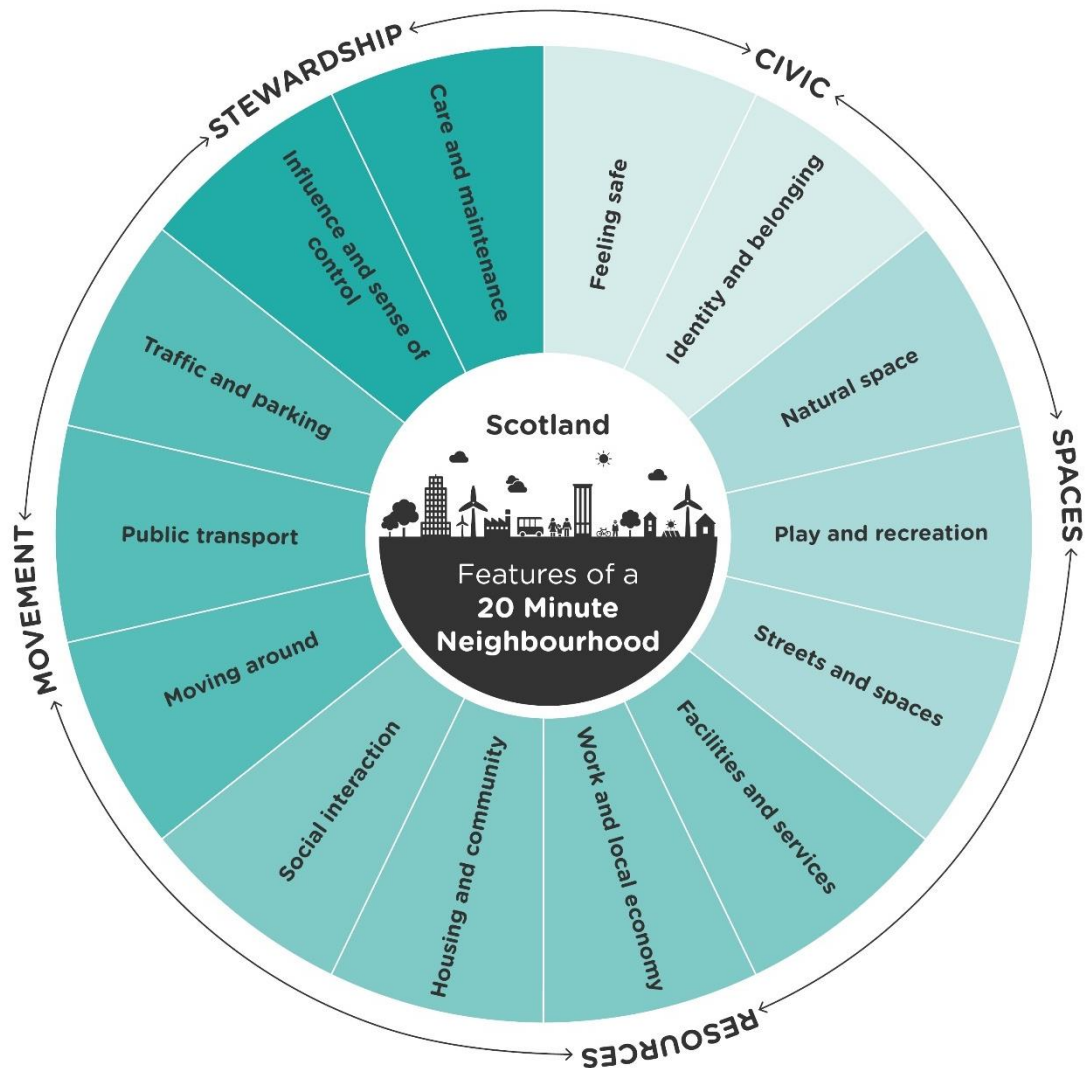 STEWARDSHIP
CIVIC
SPACES
RESOURCES
MOVEMENT
Care and maintenance
Feeling safe
Identity and belonging
Natural space
Play and recreation
Streets and spaces
Facilities and services
Work and local economy
Housing and community
Social interaction
Moving around
Public transport
Traffic and parking
Influence and sense of
control
Scotland
Features of a
20 Minute
Neighbourhood